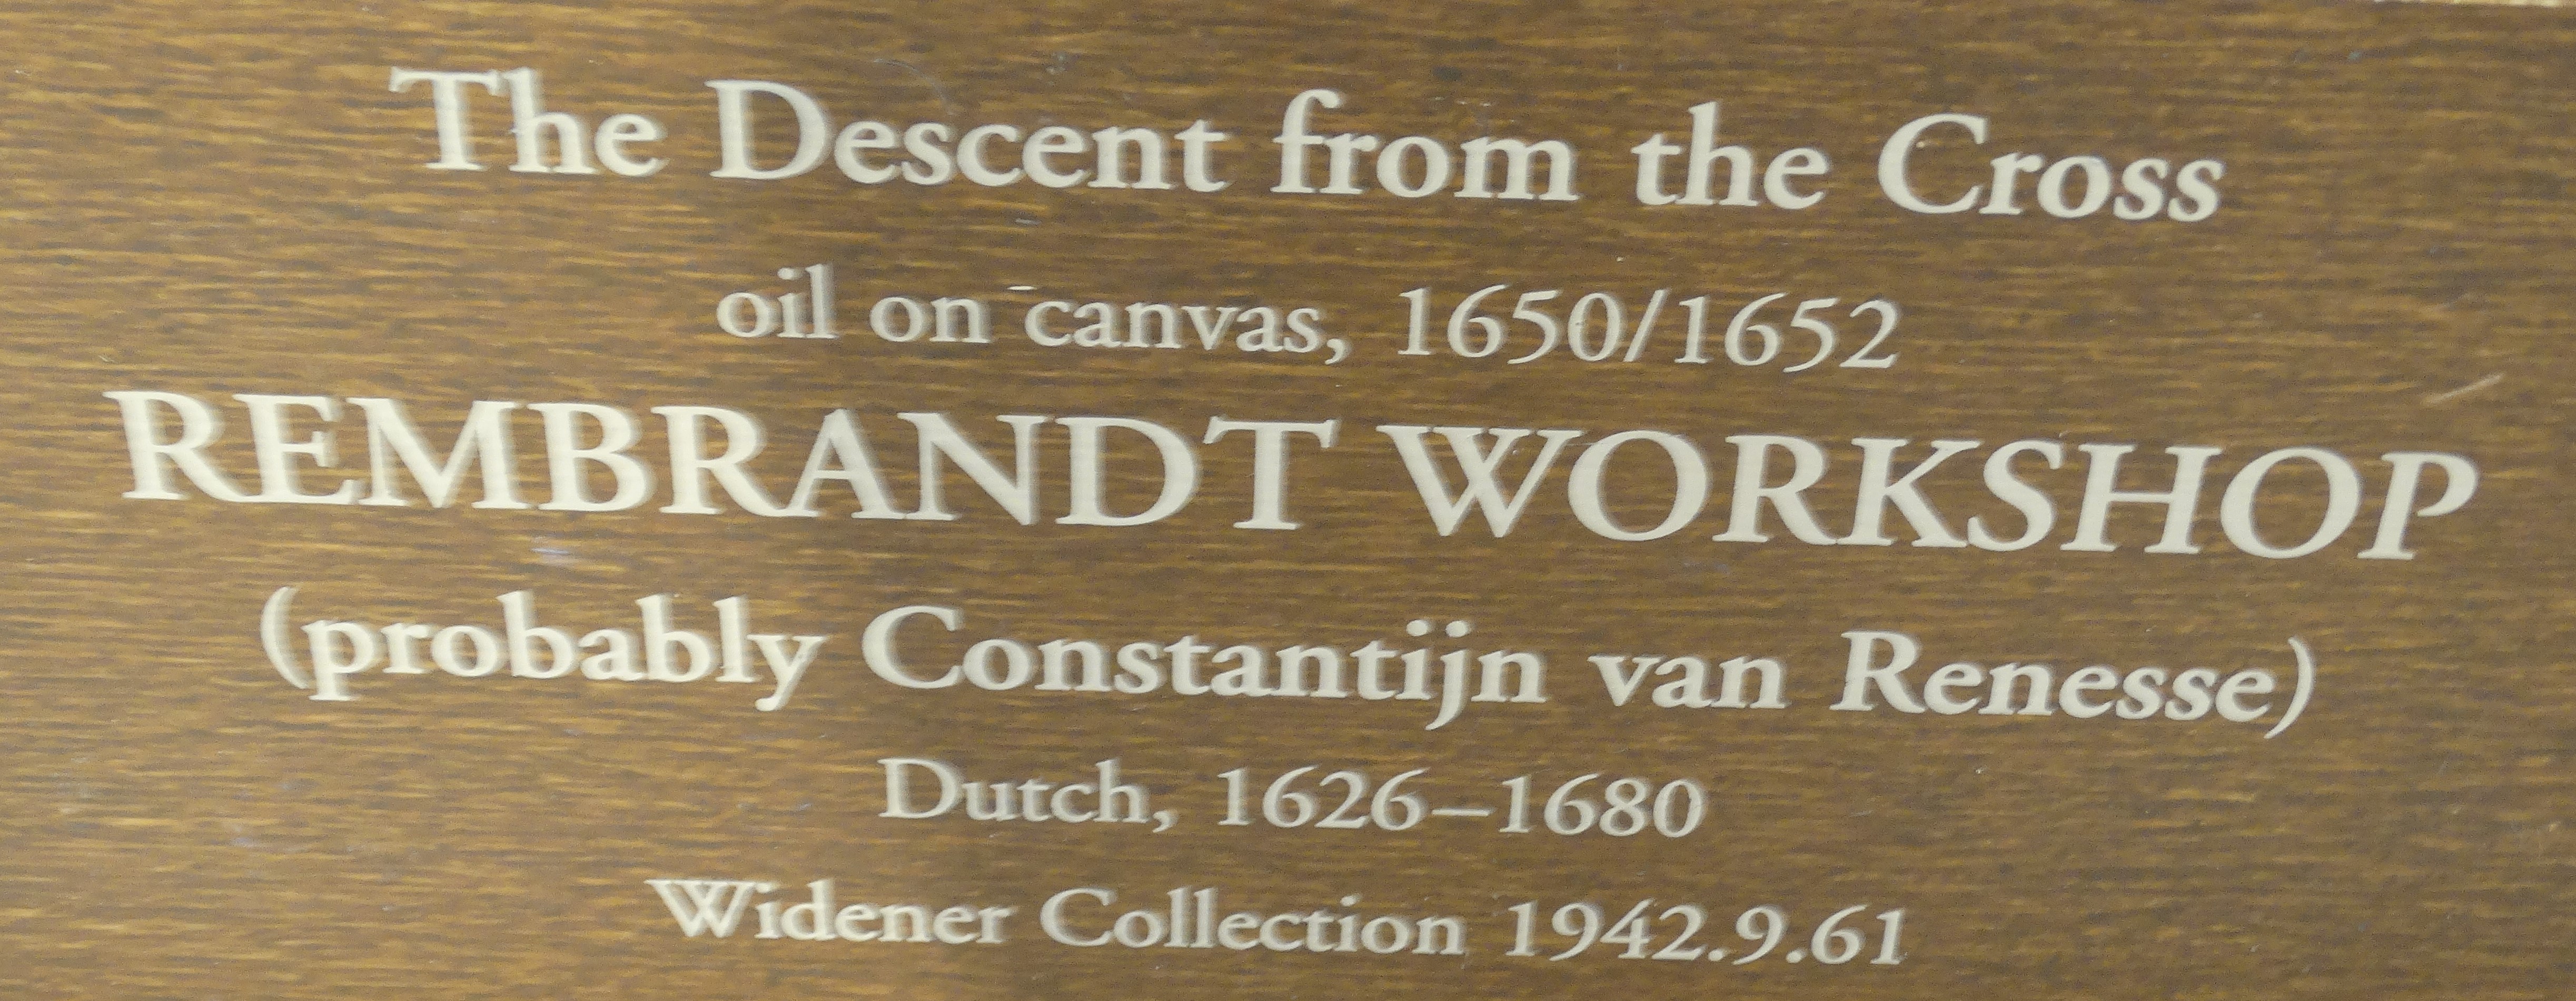 The Descent from the Cross
oil on canvas, 1650/1652
REMBRANDT WORKSHOP
(probably Constantijn van Renesse)
Dutch, 1626–1680
Widener Collection 1942.9.61